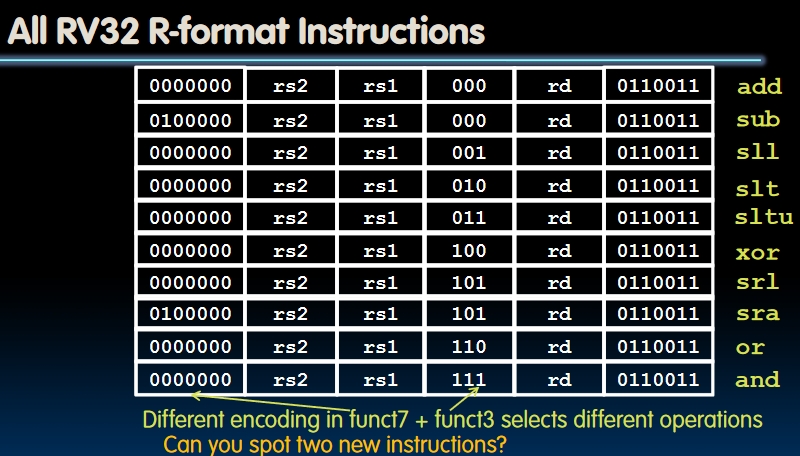 All RV32 R-format Instructions
0000000 rs2 rs1 000 rd 0110011 add
0100000 rs2 rs1 000 rd 0110011 sub
0000000 rs2 rs1 001 rd 0110011 sll
0000000 rs2 rs1 010 rd 0110011 slt
0000000 rs2 rs1 011 rd 0110011 sltu
0000000 rs2 rs1 100 rd 0110011 xor
0000000 rs2 rs1 101 rd 0110011 srl
0100000 rs2 rs1 101 rd 0110011 sra
0000000 rs2 rs1 110 rd 0110011 or
0000000 rs2 rs1 111 rd 0110011 and
Different encoding in funct7 + funct3 selects different operations
Can you spot two new instructions?